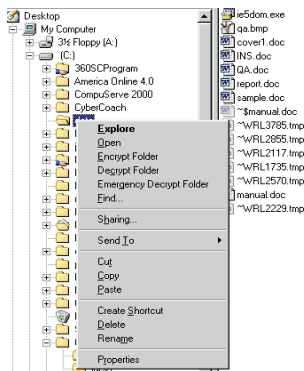 Desktop
My Computer
3½ Floppy (A:)
(C:)
360SCProgram
America Online 4.0
CompuServe 2000
CyberCoach
Explore
Open
Encrypt Folder
Decrypt Folder
Emergency Decrypt Folder
Find...
Sharing...
Send To
Cut
Copy
Paste
Create Shortcut
Delete
Rename
Properties
ie5dom.exe
qa.bmp
cover1.doc
INS.doc
QA.doc
report.doc
sample.doc
~$manual.doc
~WRL3785.tmp
~WRL2855.tmp
~WRL2117.tmp
~WRL1735.tmp
~WRL2570.tmp
manual.doc
~WRL2229.tmp